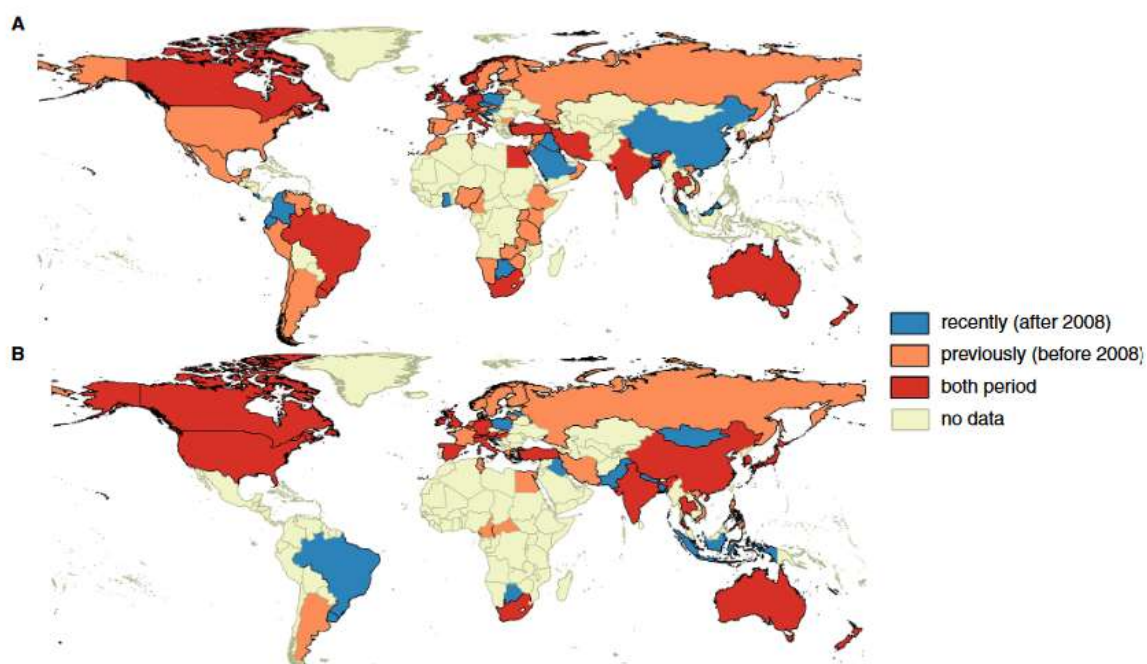 A
B
recently (after 2008)
previously (before 2008)
both period
no data